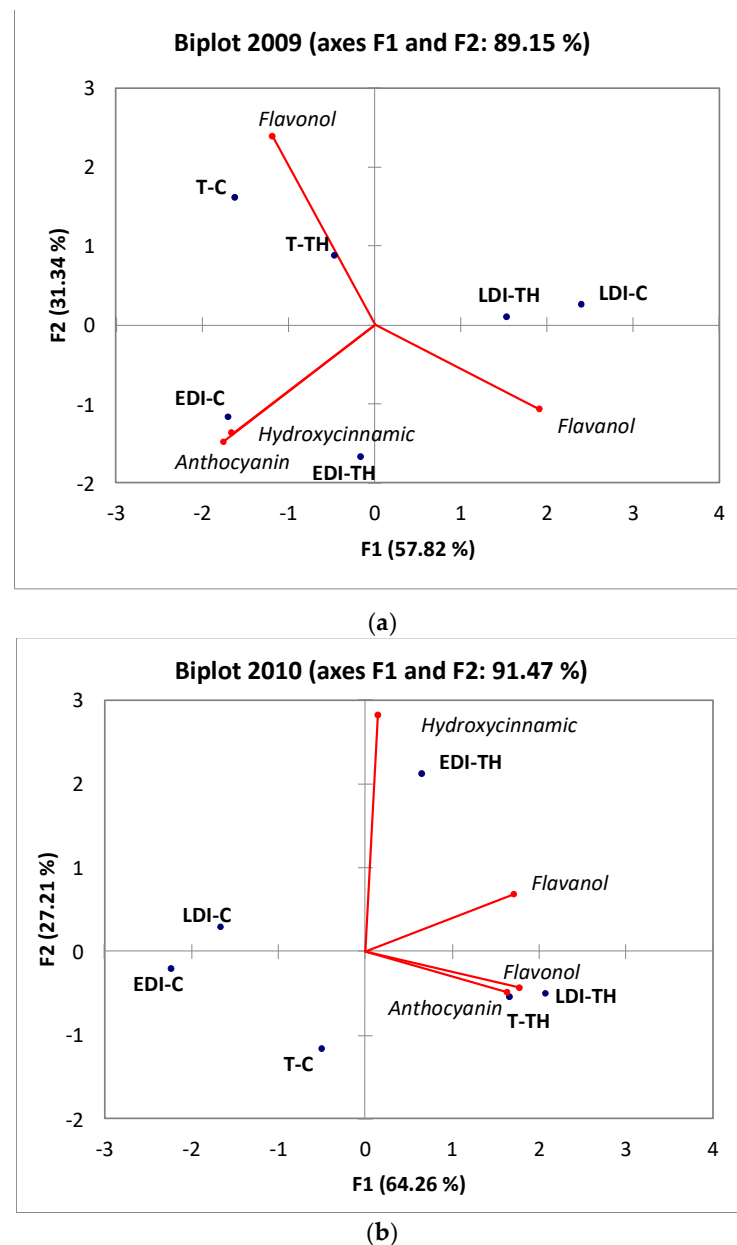 Biplot 2009 (axes F1 and F2: 89.15 %)
3
Flavonol
2
T-C
T-TH
1
LDI-TH
LDI-C
F2 (31.34 %)
0
EDI-C
-1
Hydroxycinnamic
Flavanol
Anthocyanin
EDI-TH
-2
-3 -2 -1 0 1 2 3 4
F1 (57.82 %)
(a)
Biplot 2010 (axes F1 and F2: 91.47 %)
3
Hydroxycinnamic
EDI-TH
2
1
Flavanol
LDI-C
F2 (27.21 %)
0
EDI-C
Flavonol
Anthocyanin
LDI-TH
T-TH
-1
T-C
-2
-3 -2 -1 0 1 2 3 4
F1 (64.26 %)
(b)